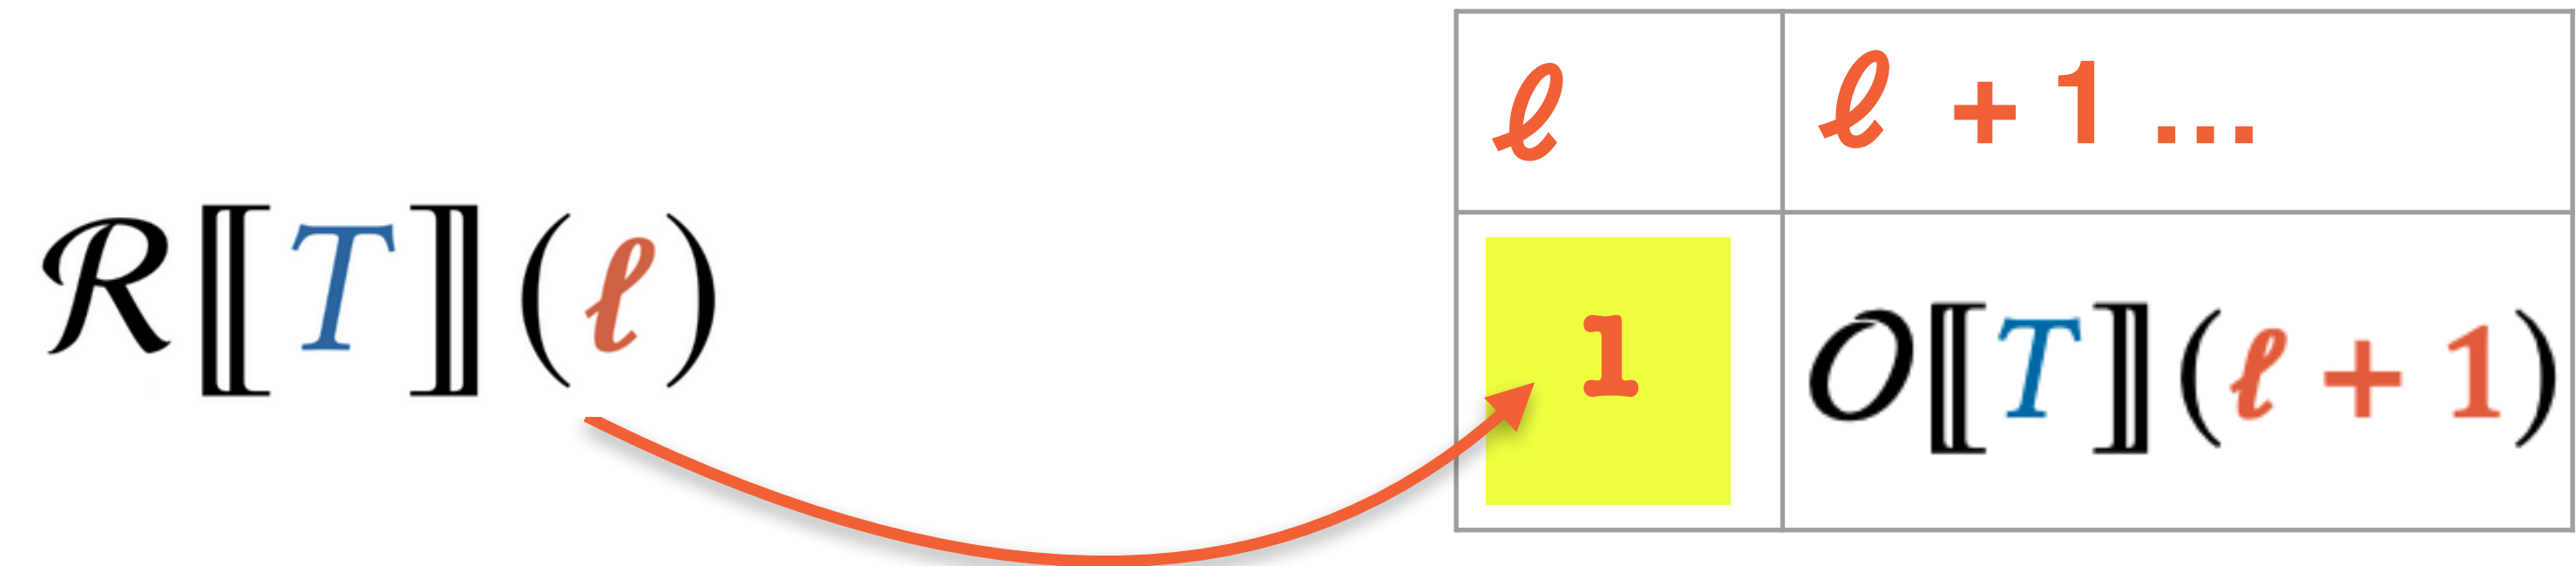 ℓ ℓ + 1 ...
ℛ⟦T⟧(ℓ)
1 𝒪⟦T⟧(ℓ + 1)